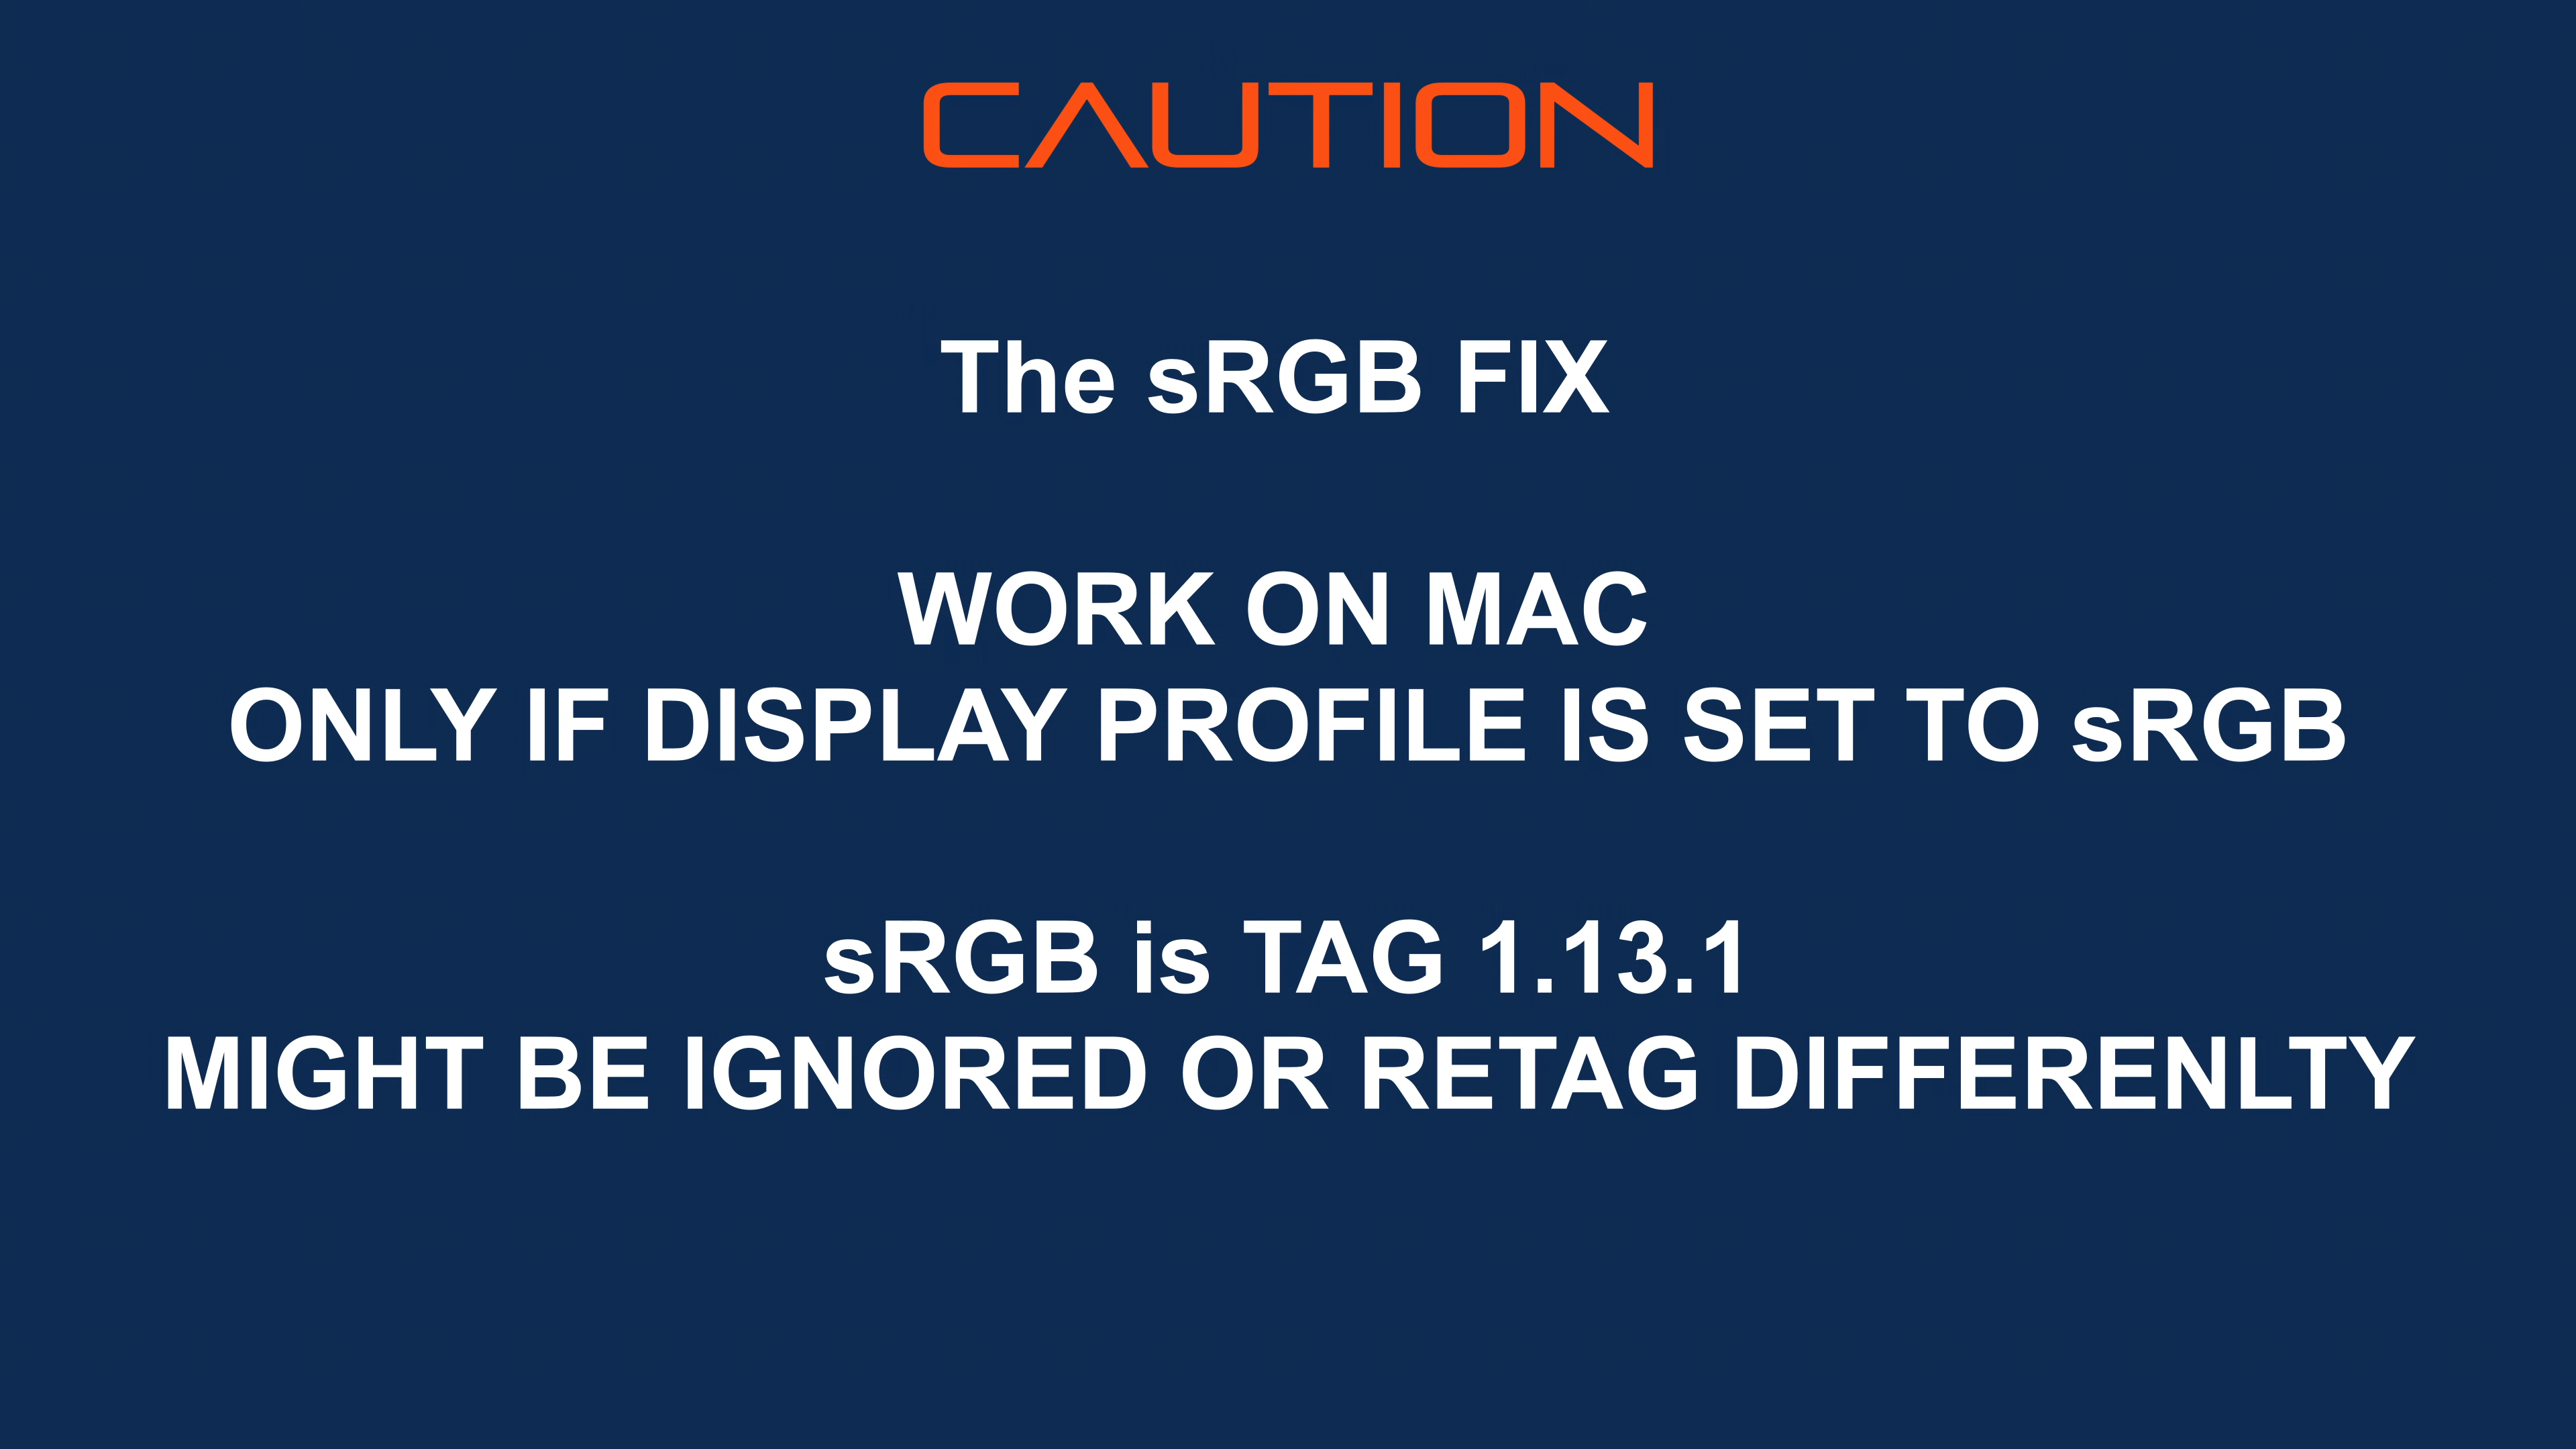 CAUTION
The sRGB FIX
WORK ON MAC
ONLY IF DISPLAY PROFILE IS SET TO sRGB
sRGB is TAG 1.13.1
MIGHT BE IGNORED OR RETAG DIFFERENLTY